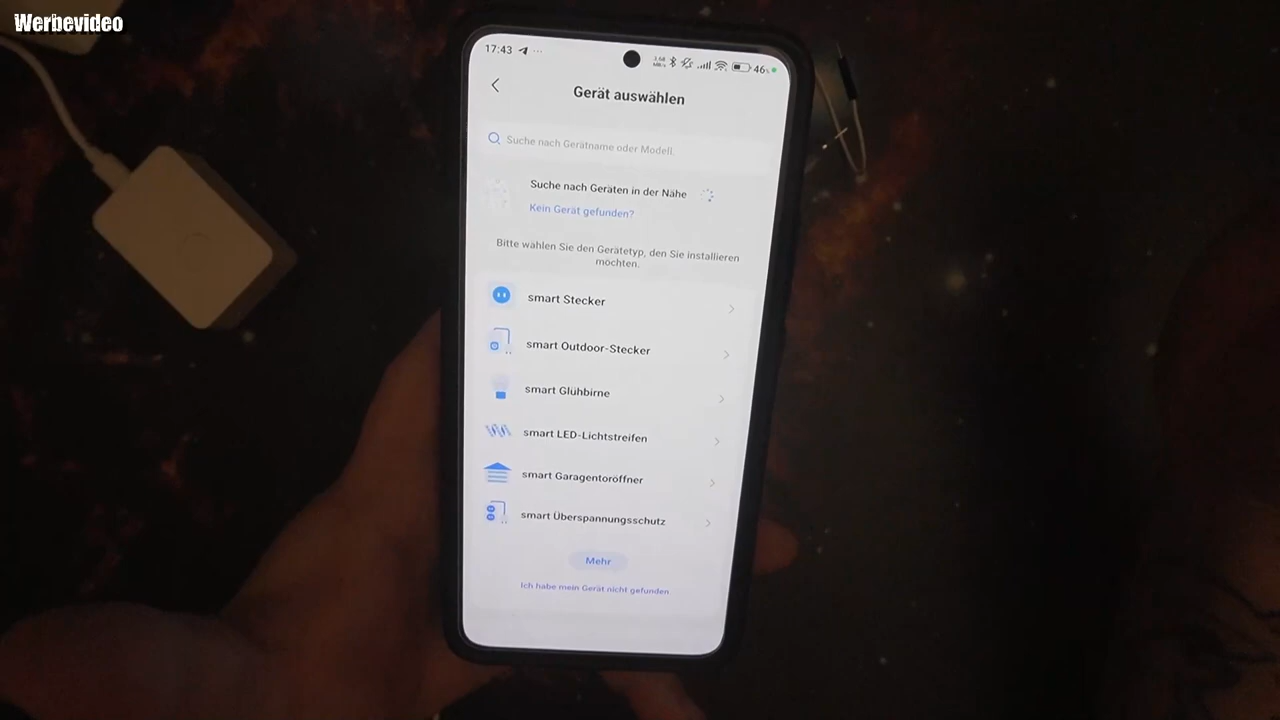 Werbevideo
17:43
46%
Gerät auswählen
Suche nach Gerätname oder Modell.
Suche nach Geräten in der Nähe
Kein Gerät gefunden?
Bitte wählen Sie den Gerätetyp, den Sie installieren
möchten.
smart Stecker
smart Outdoor-Stecker
smart Glühbirne
smart LED-Lichtstreifen
smart Garagentoröffner
smart Überspannungsschutz
Mehr
Ich habe mein Gerät nicht gefunden